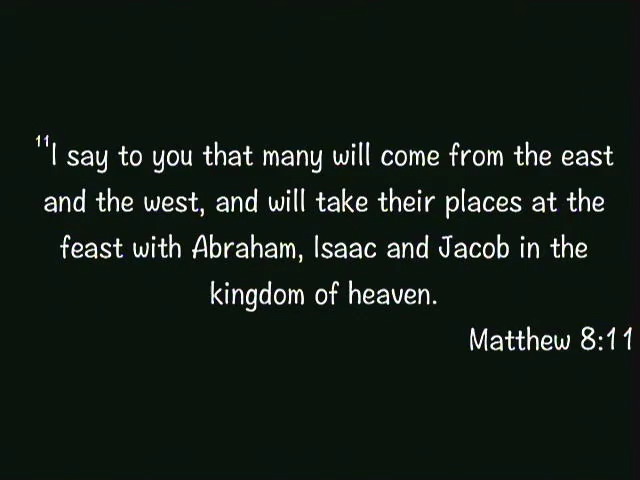 11I say to you that many will come from the east
and the west, and will take their places at the
feast with Abraham, Isaac and Jacob in the
kingdom of heaven.
Matthew 8:11